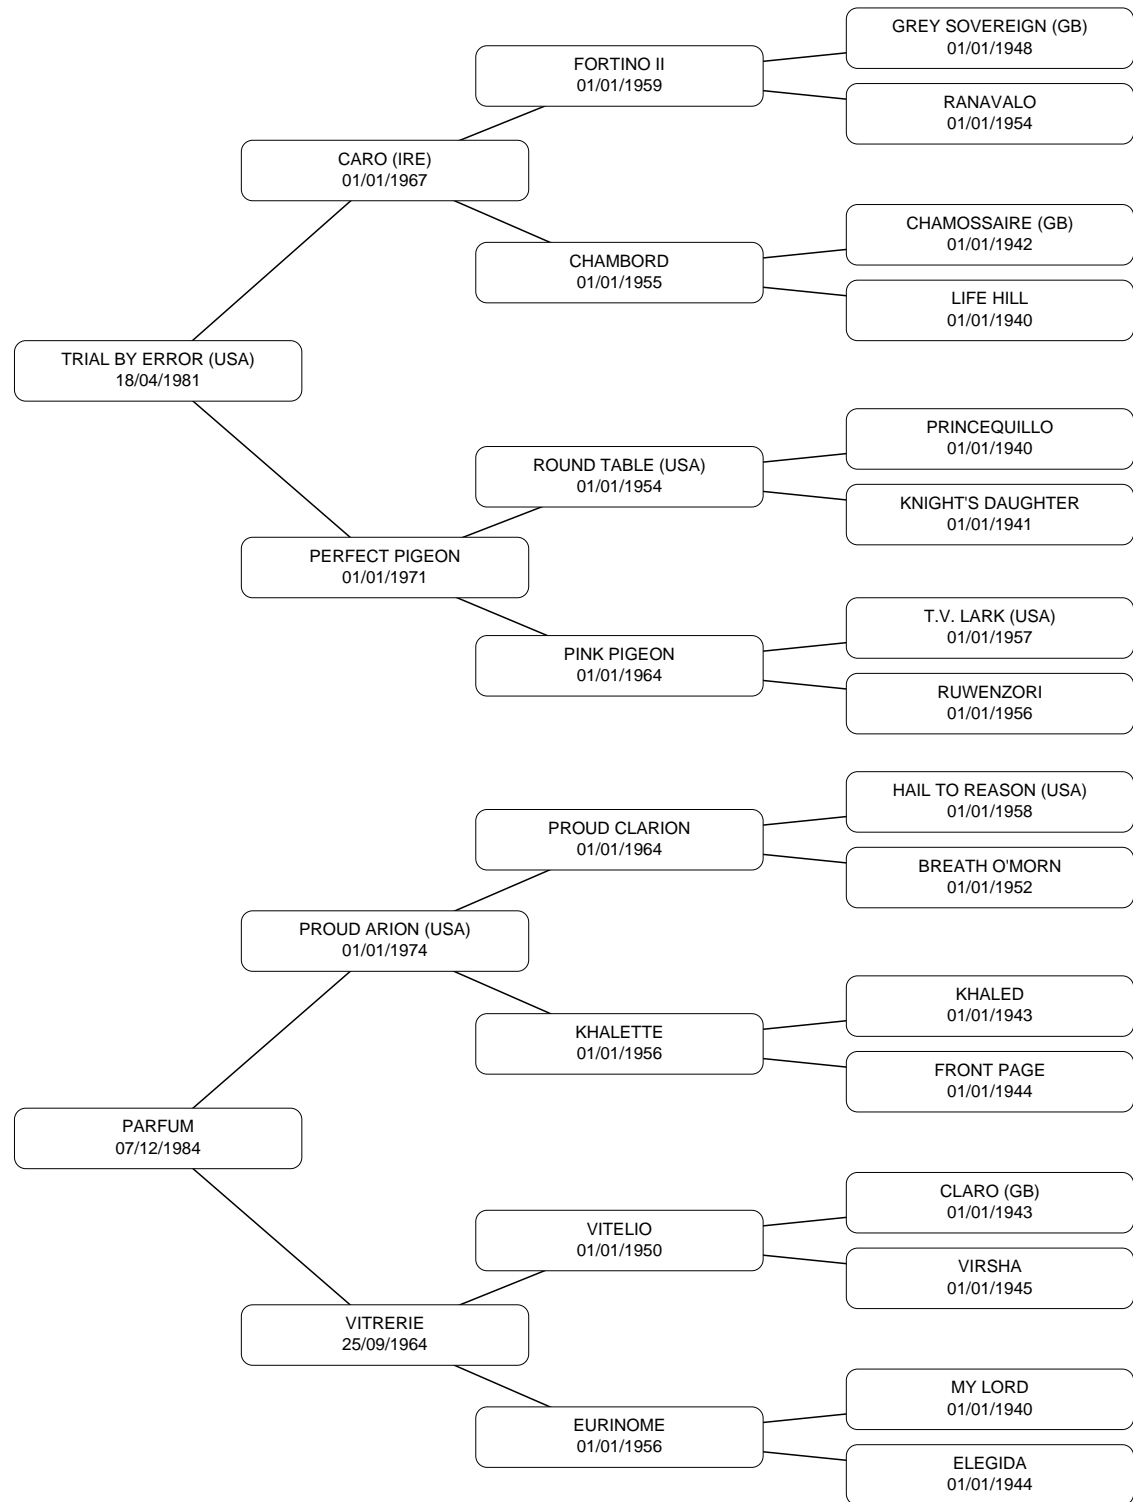 GREY SOVEREIGN (GB)
01/01/1948
FORTINO II
01/01/1959
RANAVALO
01/01/1954
CARO (IRE)
01/01/1967
CHAMOSSAIRE (GB)
01/01/1942
CHAMBORD
01/01/1955
LIFE HILL
01/01/1940
TRIAL BY ERROR (USA)
18/04/1981
PRINCEQUILLO
01/01/1940
ROUND TABLE (USA)
01/01/1954
KNIGHT'S DAUGHTER
01/01/1941
PERFECT PIGEON
01/01/1971
T.V. LARK (USA)
01/01/1957
PINK PIGEON
01/01/1964
RUWENZORI
01/01/1956
HAIL TO REASON (USA)
01/01/1958
PROUD CLARION
01/01/1964
BREATH O'MORN
01/01/1952
PROUD ARION (USA)
01/01/1974
KHALED
01/01/1943
KHALETTE
01/01/1956
FRONT PAGE
01/01/1944
PARFUM
07/12/1984
CLARO (GB)
01/01/1943
VITELIO
01/01/1950
VIRSHA
01/01/1945
VITRERIE
25/09/1964
MY LORD
01/01/1940
EURINOME
01/01/1956
ELEGIDA
01/01/1944